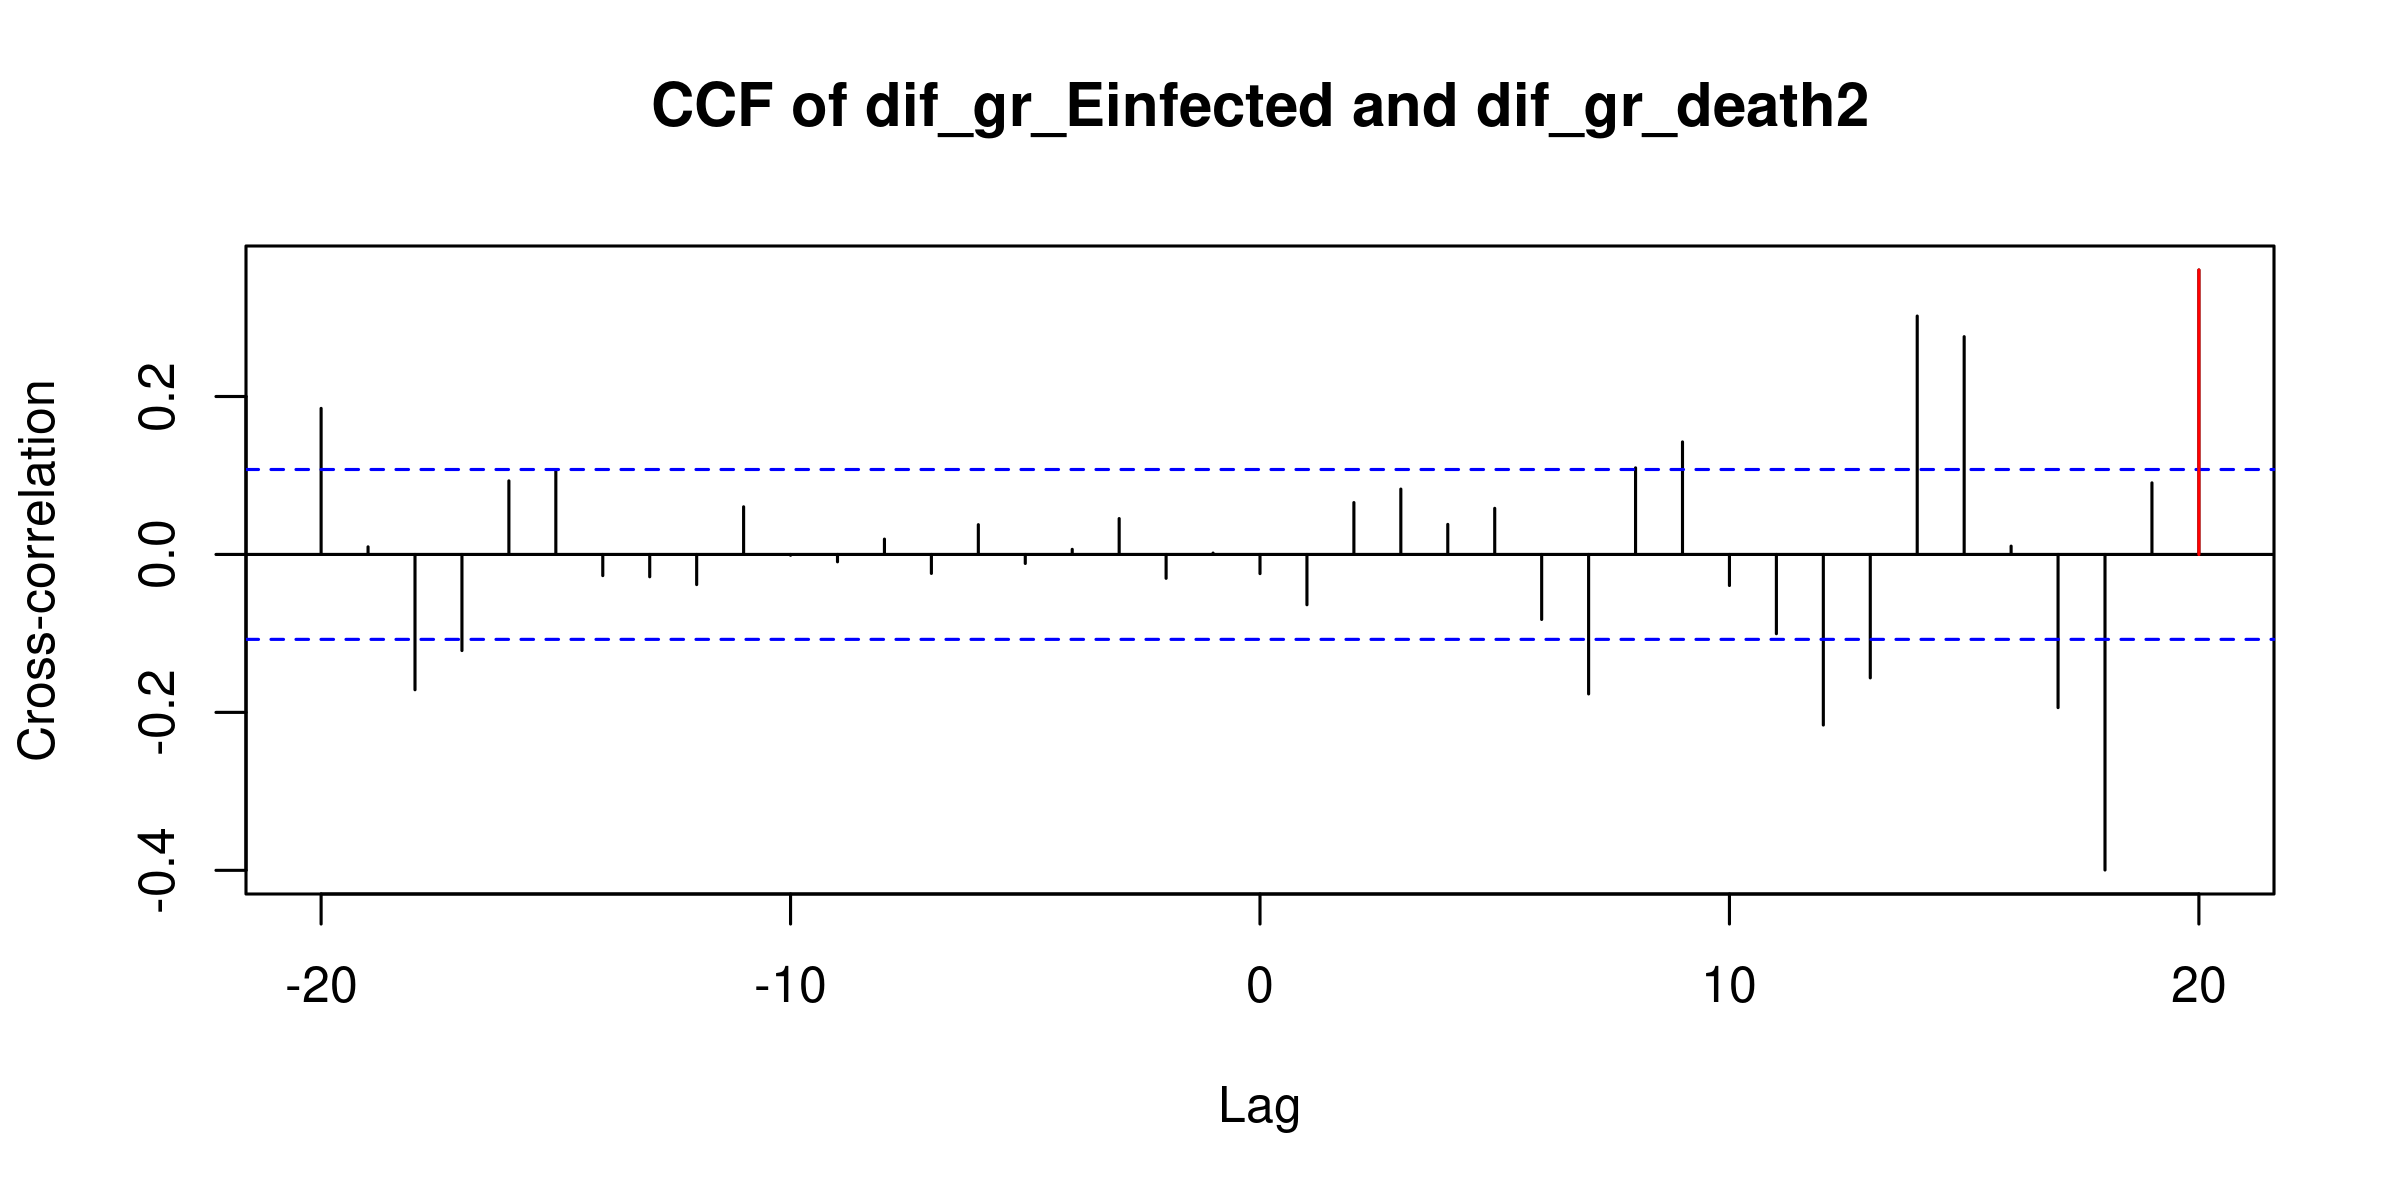 CCF of dif_gr_Einfected and dif_gr_death2
Cross-correlation
0.2
0.0
-0.2
-0.4
-20 -10 0 10 20
Lag